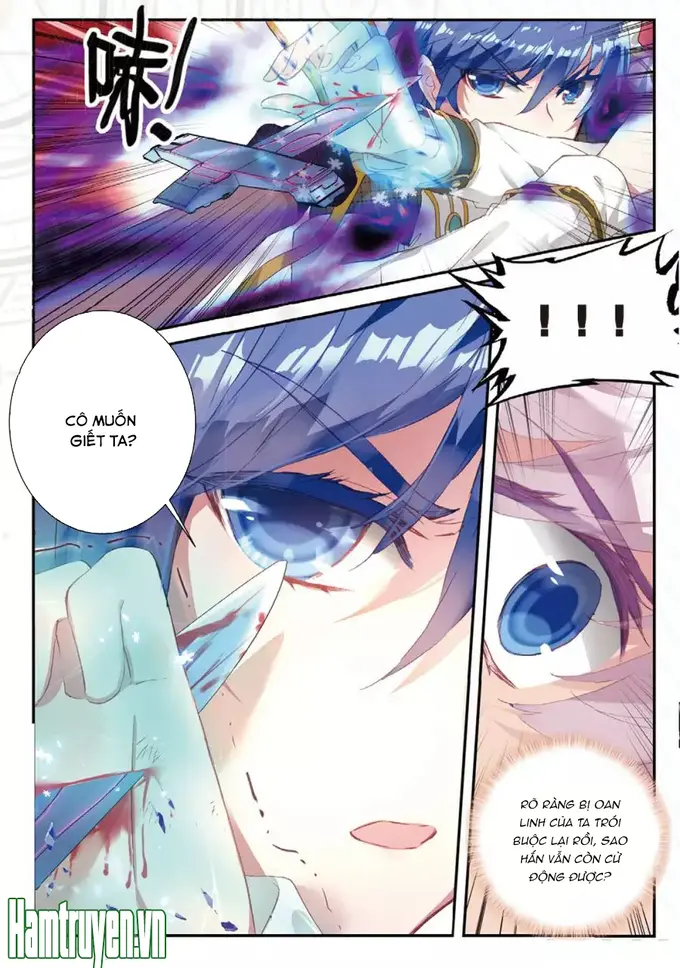 味!
!!!
CÔ MUỐN
GIẾT TA?
RÕ RÀNG BỊ OAN
LINH CỦA TA TRÓI
BUỘC LẠI RỒI, SAO
HẮN VẪN CÒN CỬ
ĐỘNG ĐƯỢC?
Hamtruyen.vn